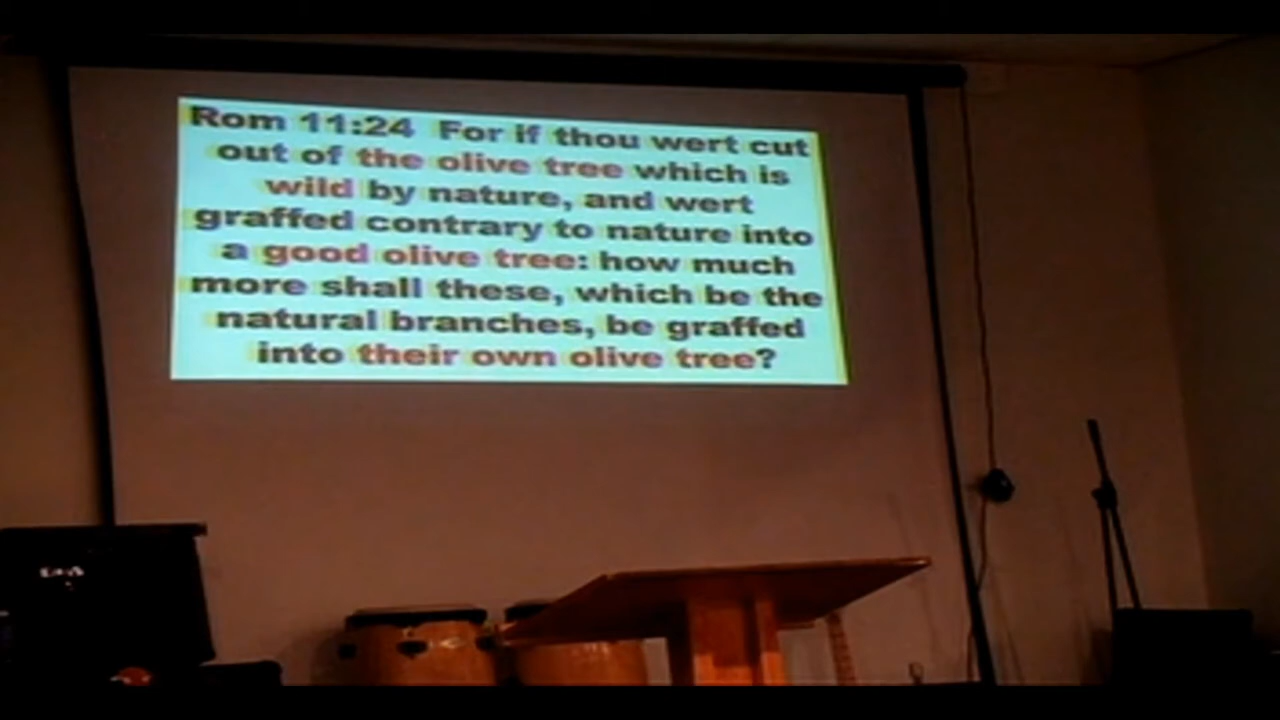 Rom 11:24 For if thou wert cut
out of the olive tree which is
wild by nature, and wert
graffed contrary to nature into
a good olive tree: how much
more shall these, which be the
natural branches, be graffed
into their own olive tree?